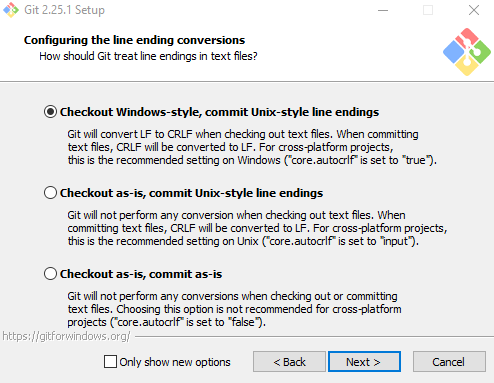 Git 2.25.1 Setup
Configuring the line ending conversions
How should Git treat line endings in text files?
Checkout Windows-style, commit Unix-style line endings
Git will convert LF to CRLF when checking out text files. When committing
text files, CRLF will be converted to LF. For cross-platform projects,
this is the recommended setting on Windows ("core.autocrlf" is set to "true").
Checkout as-is, commit Unix-style line endings
Git will not perform any conversion when checking out text files. When
committing text files, CRLF will be converted to LF. For cross-platform projects,
this is the recommended setting on Unix ("core.autocrlf" is set to "input").
Checkout as-is, commit as-is
Git will not perform any conversions when checking out or committing
text files. Choosing this option is not recommended for cross-platform
projects ("core.autocrlf" is set to "false").
https://gitforwindows.org/
Only show new options
< Back
Next >
Cancel